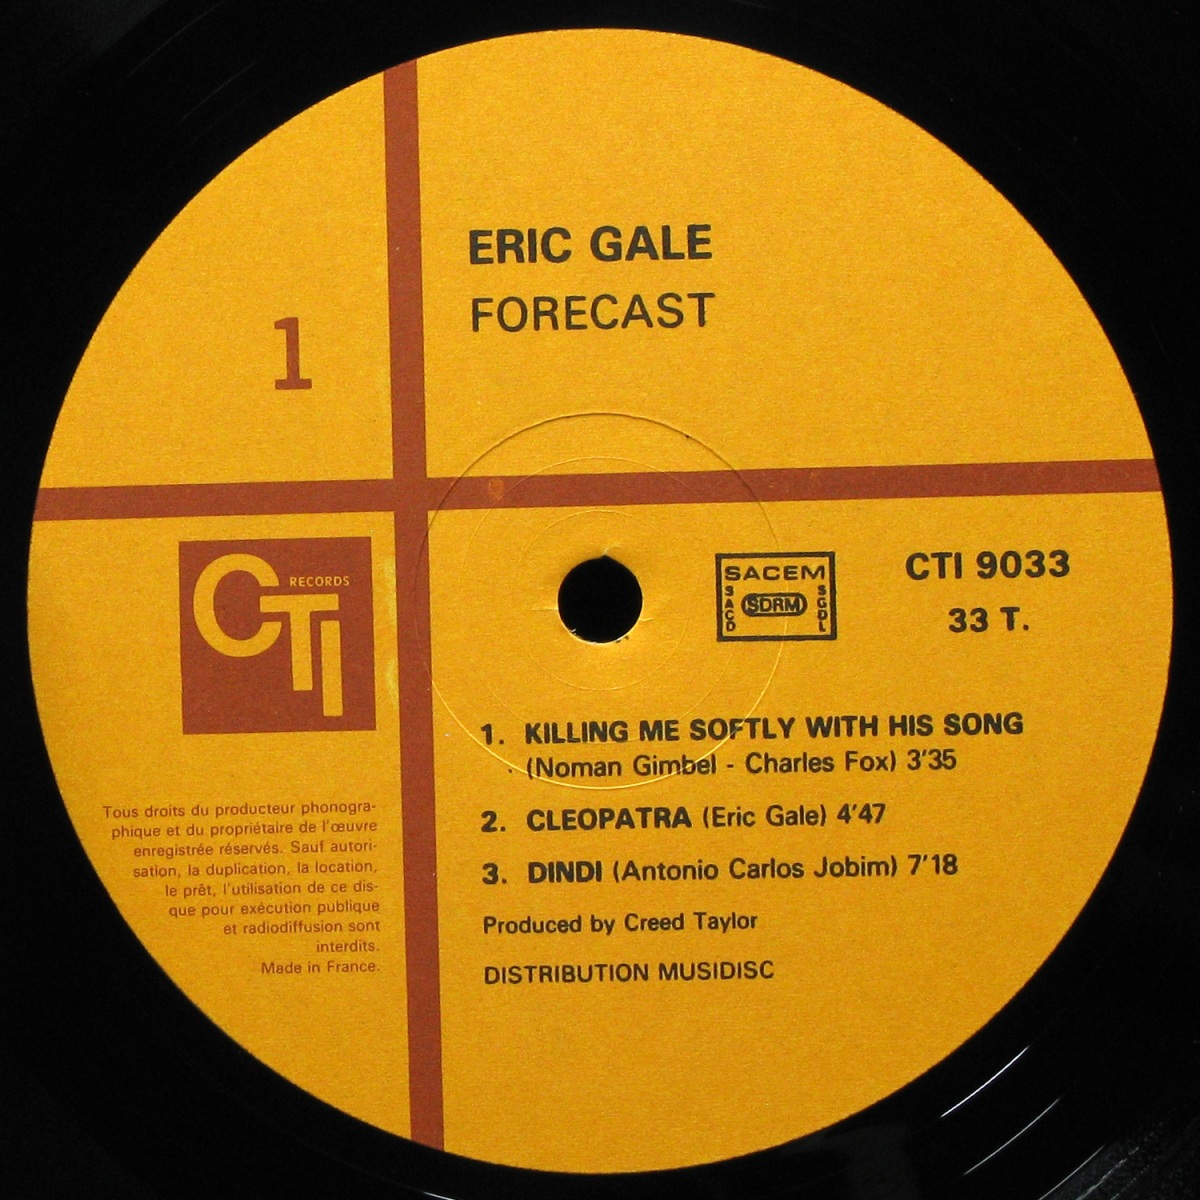 ERIC GALE
FORECAST
1
CTI RECORDS
SACEM
SACD
SDRM
SGDL
CTI 9033
33 T.
1. KILLING ME SOFTLY WITH HIS SONG
(Noman Gimbel - Charles Fox) 3'35
2. CLEOPATRA (Eric Gale) 4'47
3. DINDI (Antonio Carlos Jobim) 7'18
Produced by Creed Taylor
DISTRIBUTION MUSIDISC
Tous droits du producteur phonogra-
phique et du propriétaire de l'œuvre
enregistrée réservés. Sauf autori-
sation, la duplication, la location,
le prêt, l'utilisation de ce dis-
que pour exécution publique
et radiodiffusion sont
interdits.
Made in France.